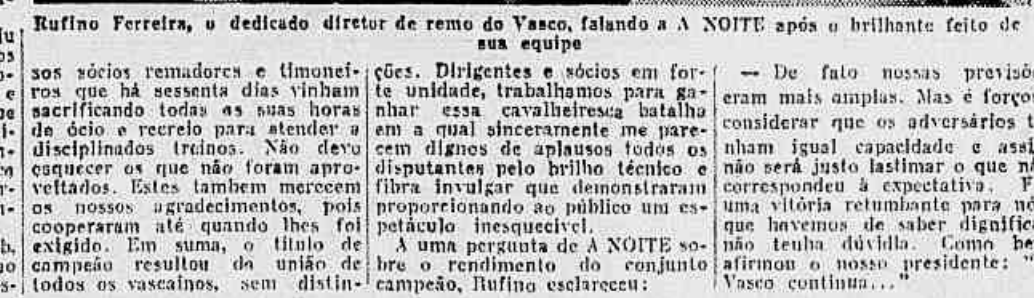 Rufino Ferreira, o dedicado diretor de remo do Vasco, falando a A NOITE após o brilhante feito de
sua equipe
sos sócios remadores e timonei-
ros que há sessenta dias vinham
sacrificando todas as suas horas
de ócio e recreio para atender a
disciplinados treinos. Não devo
esquecer os que não foram apro-
veitados. Estes tambem merecem
os nossos agradecimentos, pois
cooperaram até quando lhes foi
exigido. Em suma, o titulo de
campeão resultou da união de
todos os vascainos, sem distin-
ções. Dirigentes e sócios em for-
te unidade, trabalhamos para ga-
nhar essa cavalheiresca batalha
em a qual sinceramente me pare-
cem dignos de aplausos todos os
disputantes pelo brilho técnico e
fibra invulgar que demonstraram
proporcionando ao público um es-
petáculo inesquecivel.
A uma pergunta de A NOITE so-
bre o rendimento do conjunto
campeão, Rufino esclareceu:
— De fato nossas previsõ
eram mais amplas. Mas é forço
considerar que os adversários t
nham igual capacidade e assi
não será justo lastimar o que n
correspondeu à expectativa. F
uma vitória retumbante para no
que havemos de saber dignific
não tenha dúvidla. Como be
afirmou o nosso presidente: "
Vasco continua..."